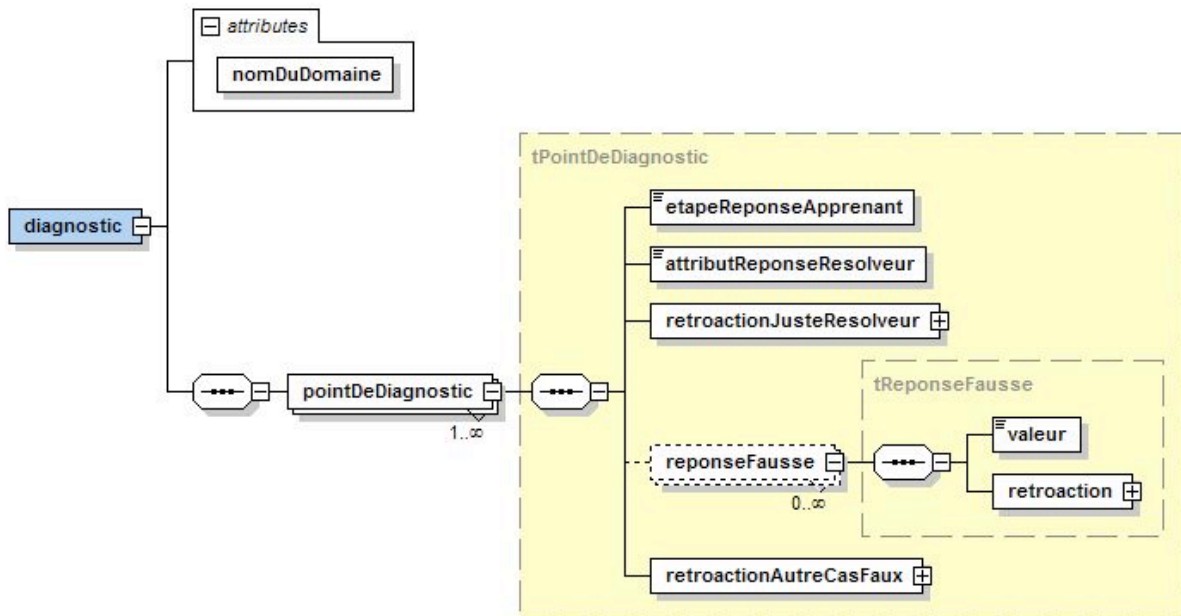 attributes
nomDuDomaine
tPointDeDiagnostic
etapeReponseApprenant
diagnostic
attributReponseResolveur
retroactionJusteResolveur
tReponseFausse
pointDeDiagnostic
1..∞
valeur
reponseFausse
0..∞
retroaction
retroactionAutreCasFaux